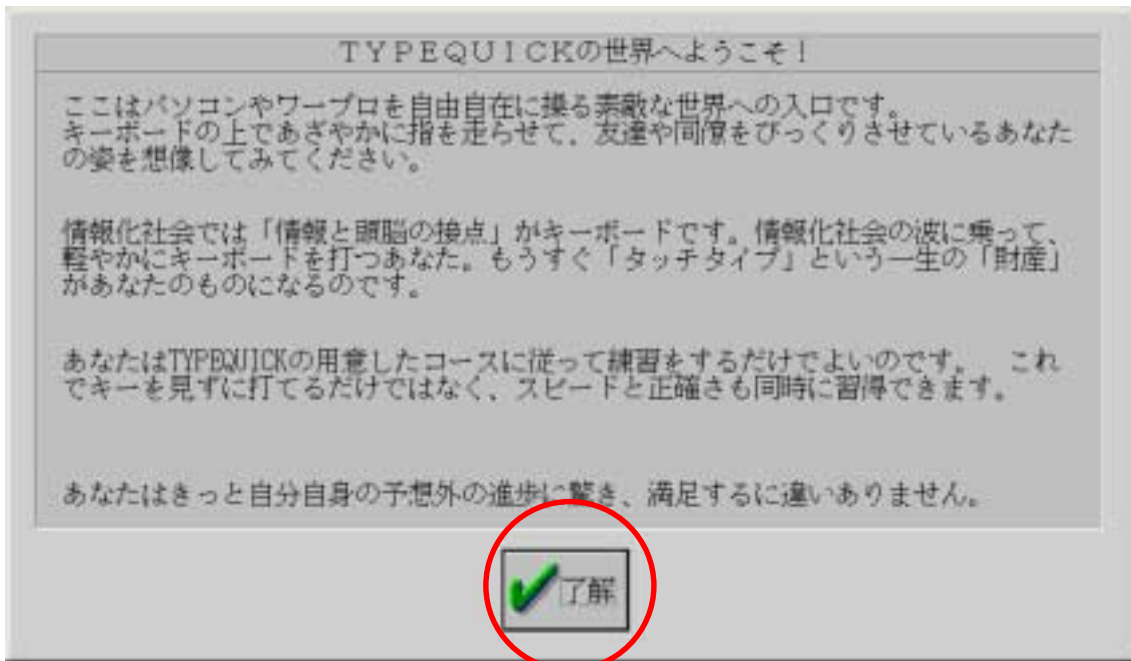 ＴＹＰＥＱＵＩＣＫの世界へようこそ！
ここはパソコンやワープロを自由自在に操る素敵な世界への入口です。
キーボードの上であざやかに指を走らせて、友達や同僚をびっくりさせているあなた
の姿を想像してみてください。
情報化社会では「情報と頭脳の接点」がキーボードです。情報化社会の波に乗って、
軽やかにキーボードを打つあなた。もうすぐ「タッチタイプ」という一生の「財産」
があなたのものになるのです。
あなたはTYPEQUICKの用意したコースに従って練習をするだけでよいのです。　これ
でキーを見ずに打てるだけではなく、スピードと正確さも同時に習得できます。
あなたはきっと自分自身の予想外の進歩に驚き、満足するに違いありません。
了解